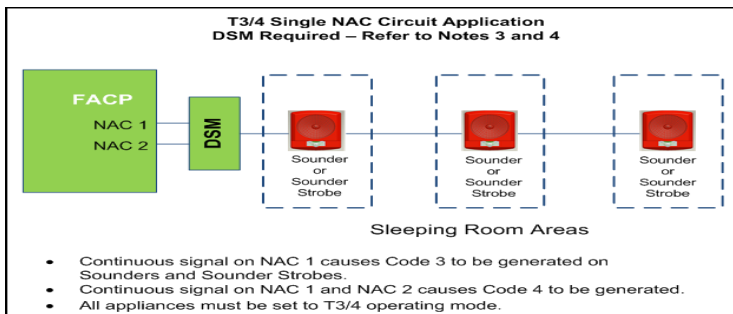 T3/4 Single NAC Circuit Application
DSM Required – Refer to Notes 3 and 4
FACP
NAC 1
NAC 2
DSM
Sounder
or
Sounder
Strobe
Sounder
or
Sounder
Strobe
Sounder
or
Sounder
Strobe
Sleeping Room Areas
• Continuous signal on NAC 1 causes Code 3 to be generated on
Sounders and Sounder Strobes.
• Continuous signal on NAC 1 and NAC 2 causes Code 4 to be generated.
• All appliances must be set to T3/4 operating mode.